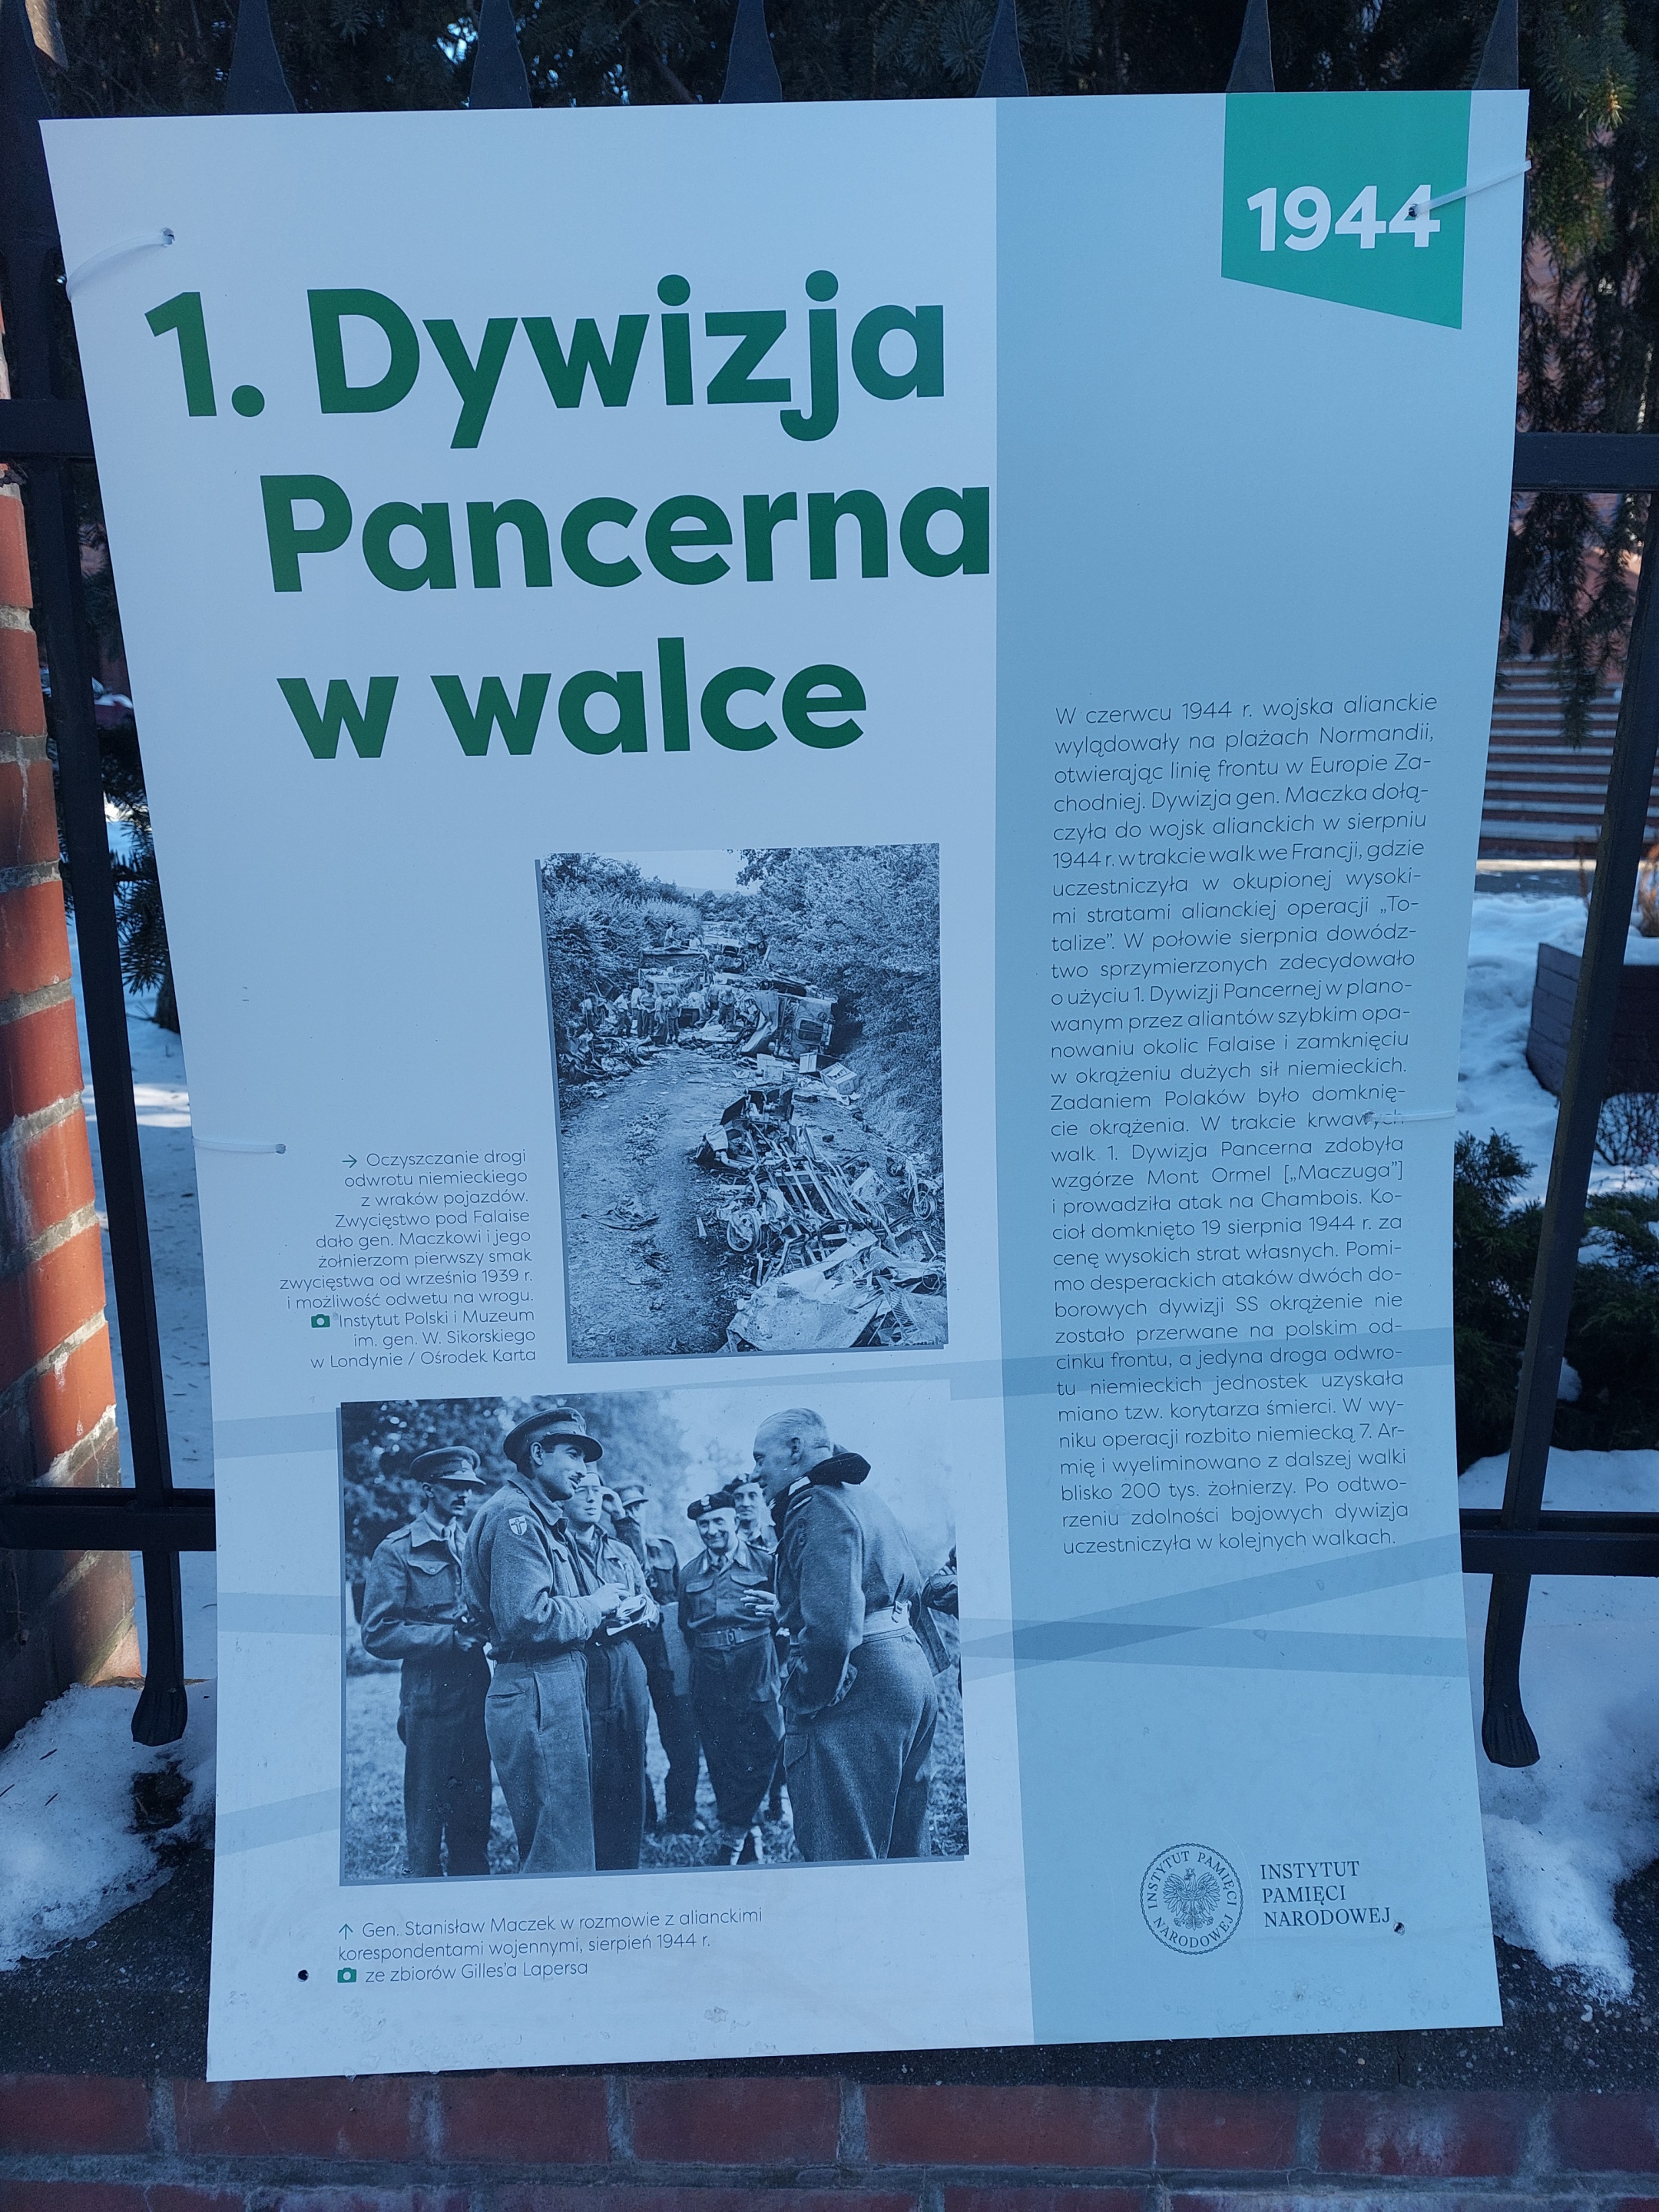 1944
1. Dywizja
Pancerna
w walce
W czerwcu 1944 r. wojska alianckie
wylądowały na plażach Normandii,
otwierając linię frontu w Europie Za-
chodniej. Dywizja gen. Maczka dołą-
czyła do wojsk alianckich w sierpniu
1944 r. w trakcie walk we Francji, gdzie
uczestniczyła w okupionej wysoki-
mi stratami alianckiej operacji „To-
talize”. W połowie sierpnia dowódz-
two sprzymierzonych zdecydowało
o użyciu 1. Dywizji Pancernej w plano-
wanym przez aliantów szybkim opa-
nowaniu okolic Falaise i zamknięciu
w okrążeniu dużych sił niemieckich.
Zadaniem Polaków było domknię-
cie okrążenia. W trakcie krwawych
walk 1. Dywizja Pancerna zdobyła
wzgórze Mont Ormel [„Maczuga”]
i prowadziła atak na Chambois. Ko-
cioł domknięto 19 sierpnia 1944 r. za
cenę wysokich strat własnych. Pomi-
mo desperackich ataków dwóch do-
borowych dywizji SS okrążenie nie
zostało przerwane na polskim od-
cinku frontu, a jedyna droga odwro-
tu niemieckich jednostek uzyskała
miano tzw. korytarza śmierci. W wy-
niku operacji rozbito niemiecką 7. Ar-
mię i wyeliminowano z dalszej walki
blisko 200 tys. żołnierzy. Po odtwo-
rzeniu zdolności bojowych dywizja
uczestniczyła w kolejnych walkach.
→ Oczyszczanie drogi
odwrotu niemieckiego
z wraków pojazdów.
Zwycięstwo pod Falaise
dało gen. Maczkowi i jego
żołnierzom pierwszy smak
zwycięstwa od września 1939 r.
i możliwość odwetu na wrogu.
Instytut Polski i Muzeum
im. gen. W. Sikorskiego
w Londynie / Ośrodek Karta
↑ Gen. Stanisław Maczek w rozmowie z alianckimi
korespondentami wojennymi, sierpień 1944 r.
ze zbiorów Gilles'a Lapersa
INSTYTUT PAMIĘCI NARODOWEJ
INSTYTUT
PAMIĘCI
NARODOWEJ